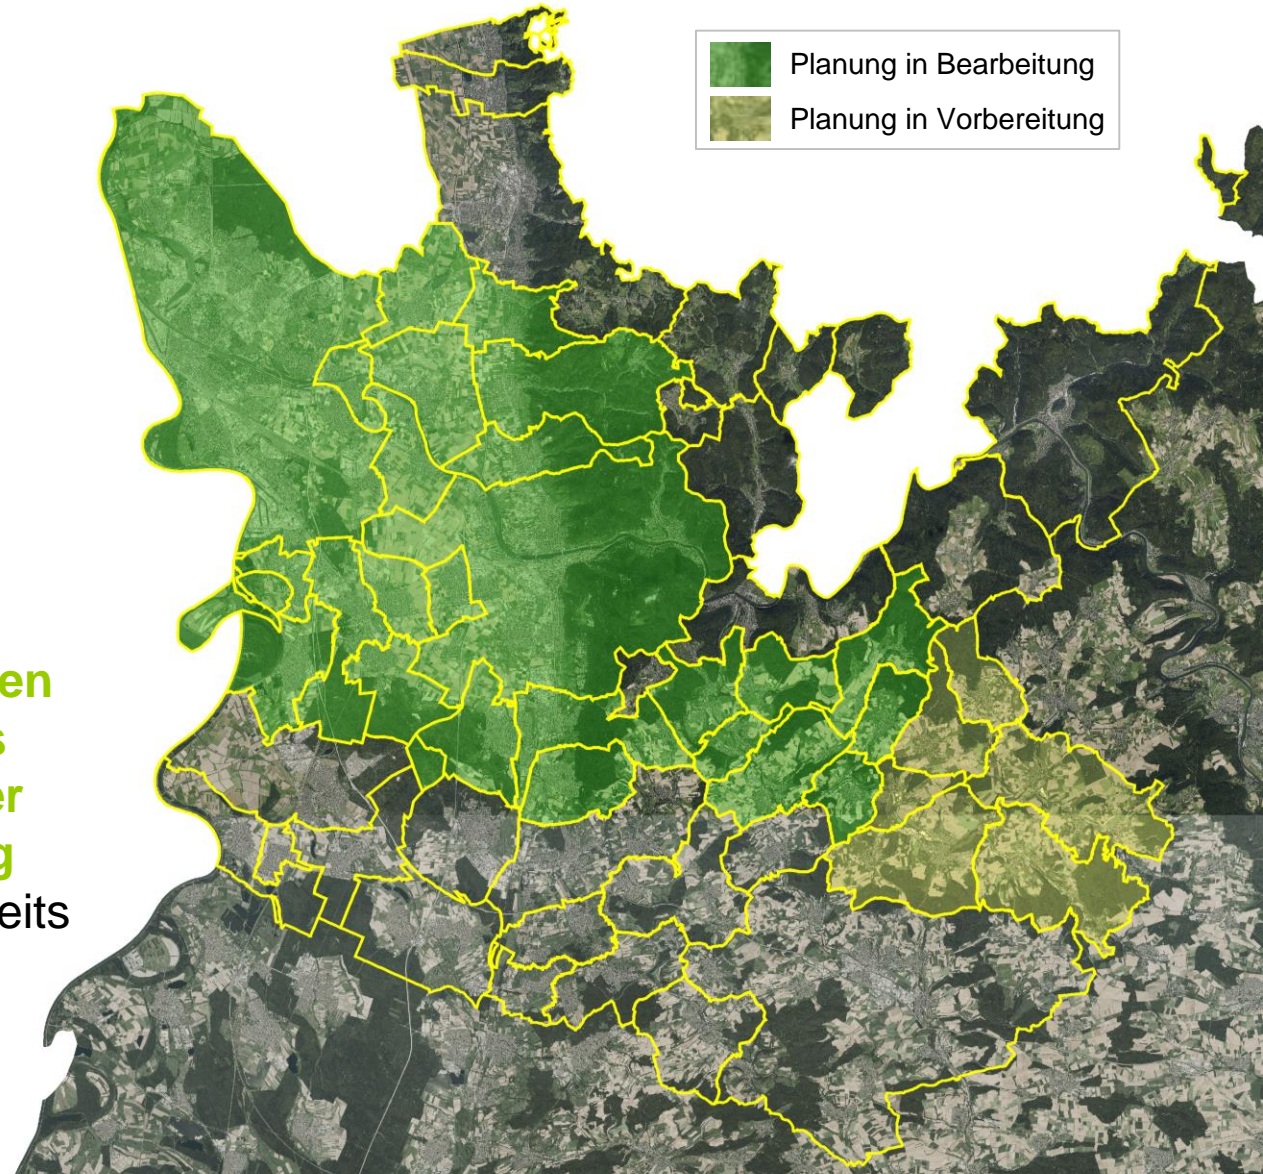 Planung in Bearbeitung
Planung in Vorbereitung
en
s
er
g
eits